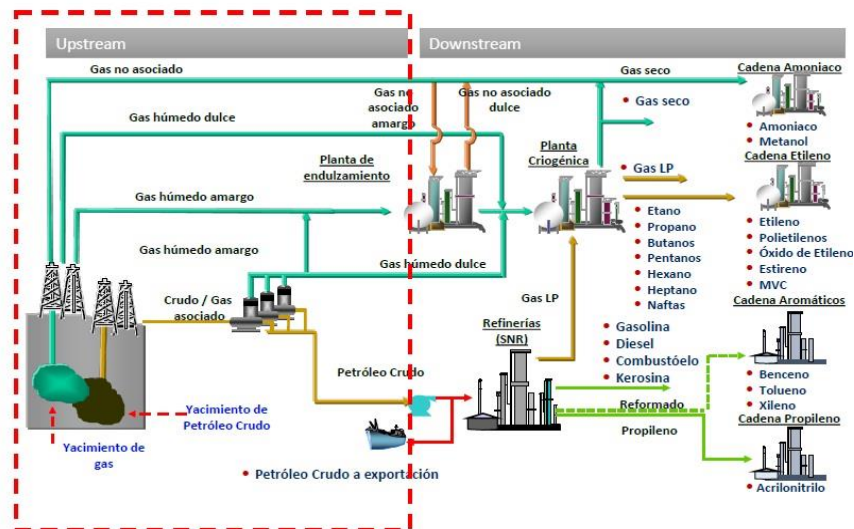 Upstream
Downstream
Gas no asociado
Gas no
asociado
amargo
Gas no asociado
dulce
Gas seco
Cadena Amoniaco
Gas seco
Amoniaco
Metanol
Gas húmedo dulce
Planta de
endulzamiento
Planta
Criogénica
Gas LP
Cadena Etileno
Gas húmedo amargo
Etano
Propano
Butanos
Pentanos
Hexano
Heptano
Naftas
Etileno
Polietilenos
Óxido de Etileno
Estireno
MVC
Gas húmedo amargo
Gas húmedo dulce
Crudo / Gas
asociado
Gas LP
Refinerías
(SNR)
Gasolina
Diesel
Combustóelo
Kerosina
Cadena Aromáticos
Benceno
Tolueno
Xileno
Petróleo Crudo
Reformado
Propileno
Cadena Propileno
Acrilonitrilo
Yacimiento de
Petróleo Crudo
Yacimiento de
gas
Petróleo Crudo a exportación